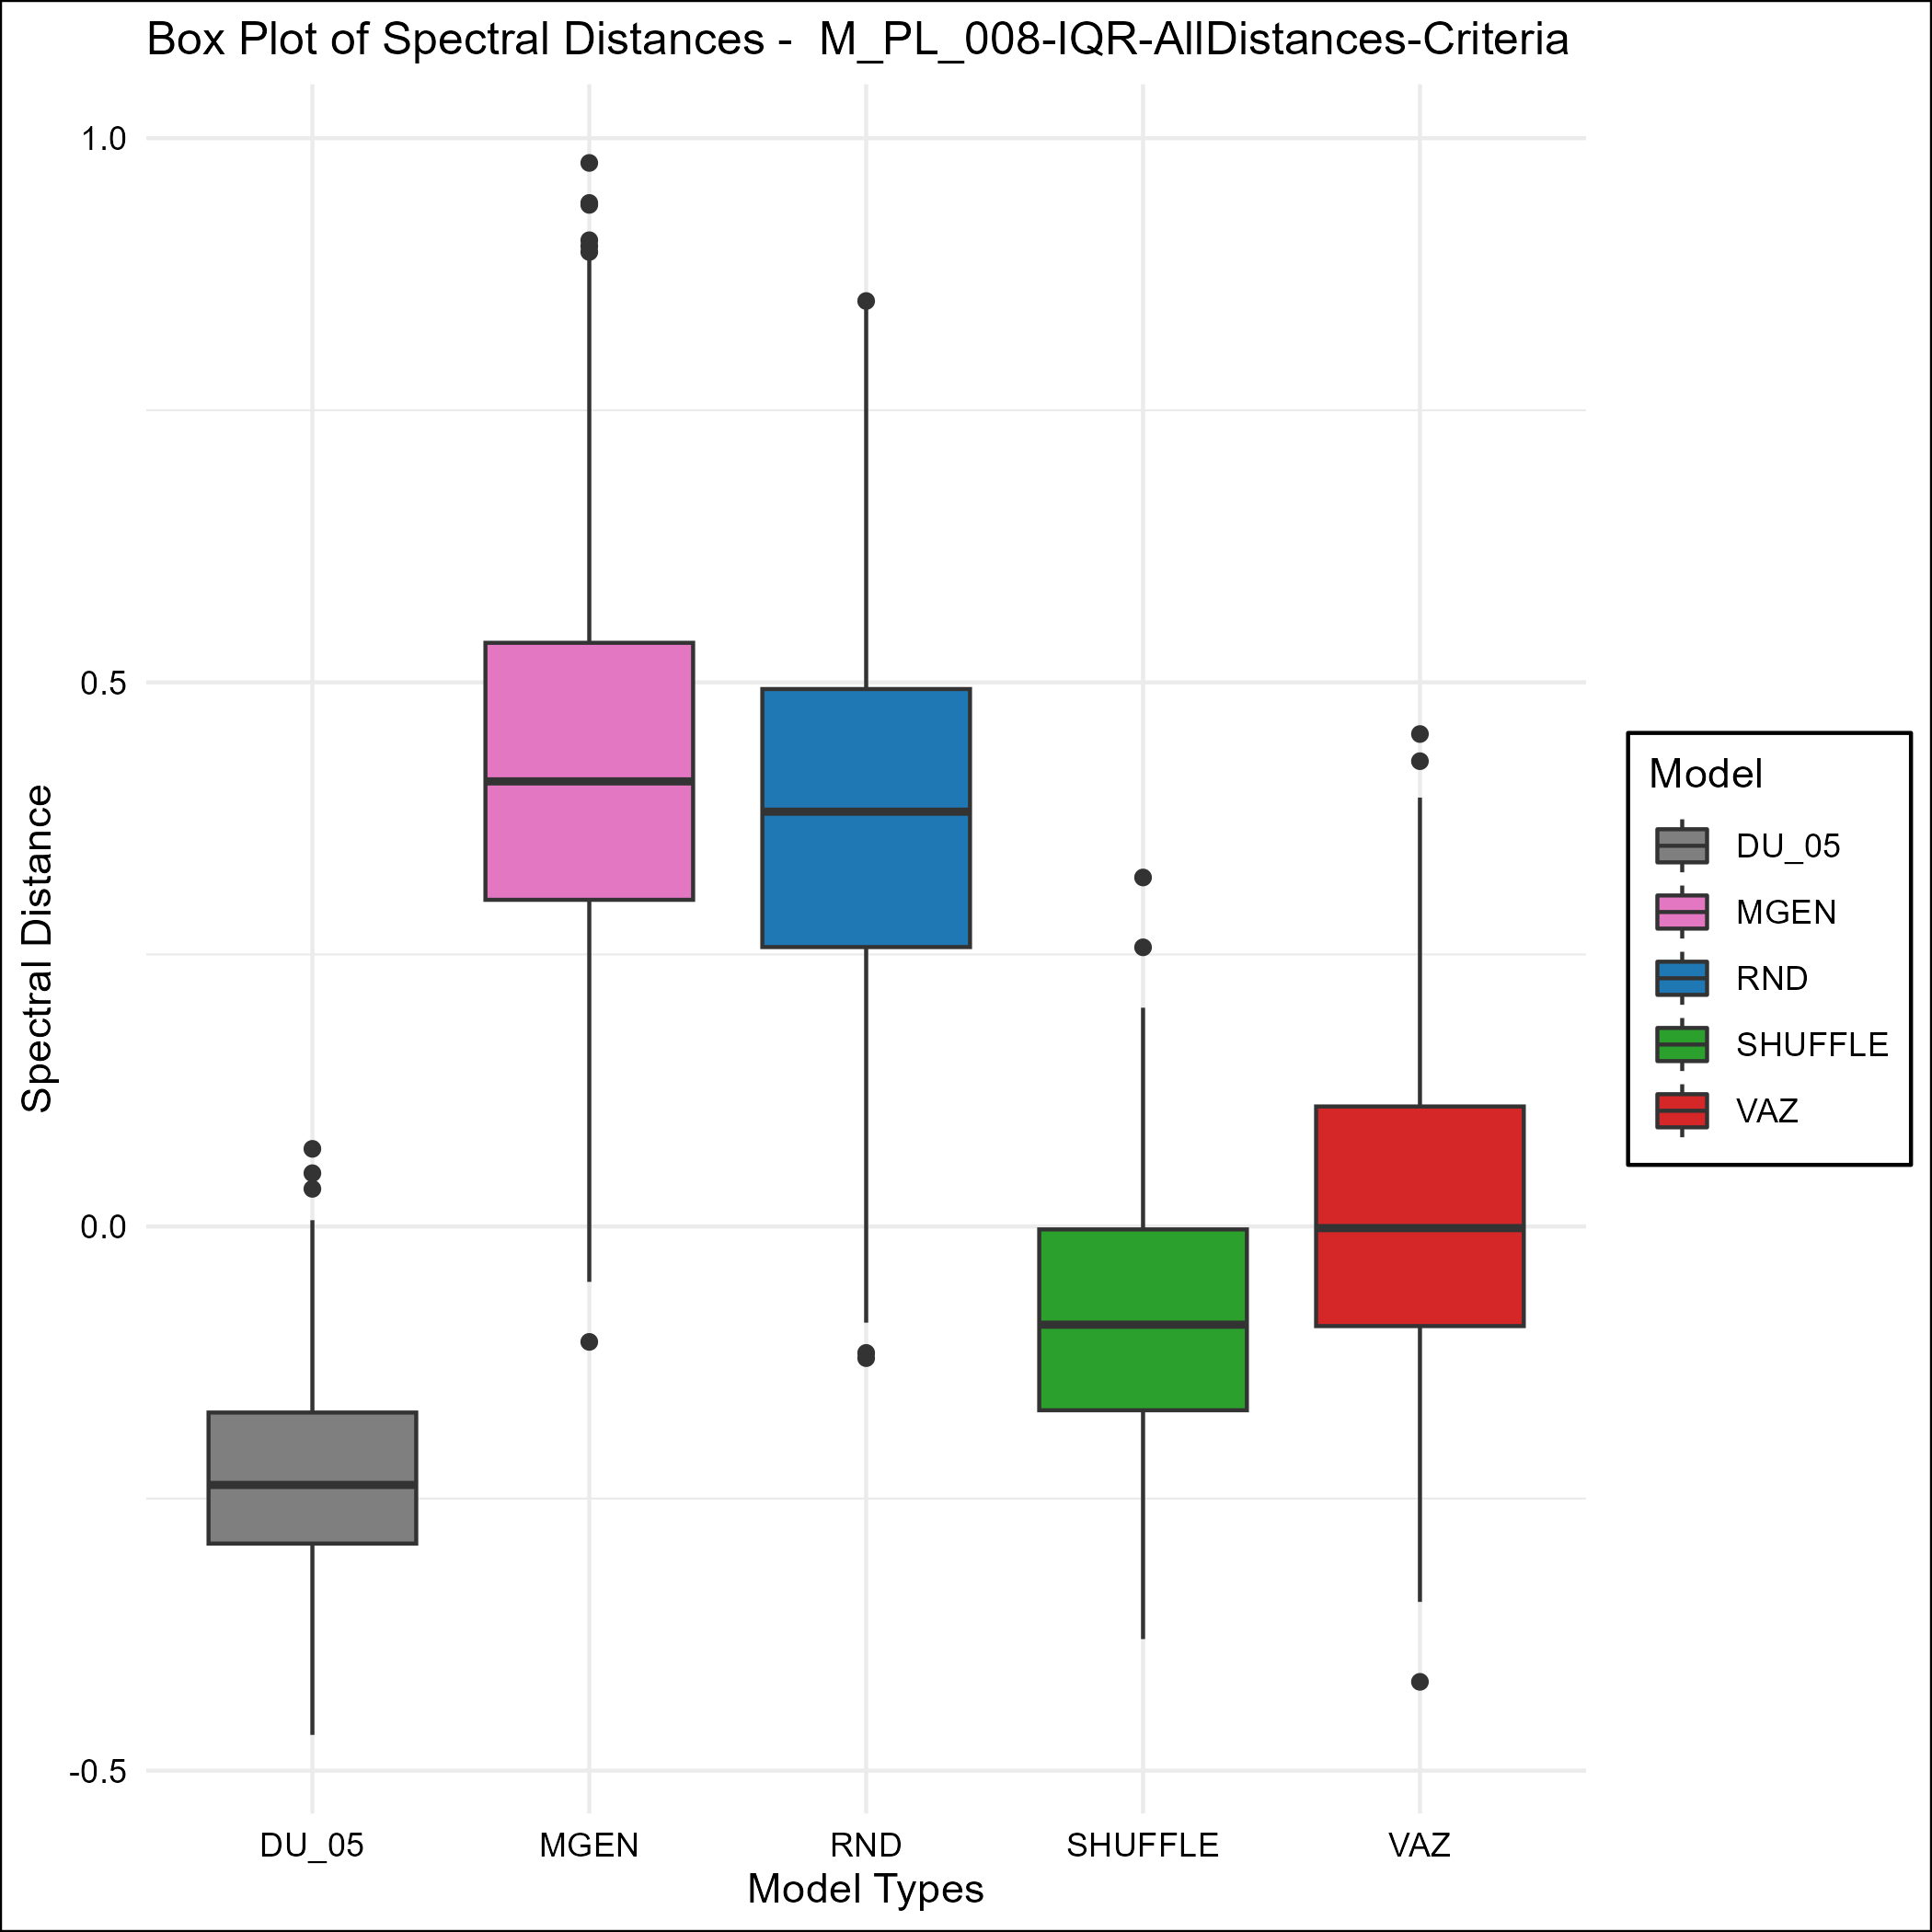 Box Plot of Spectral Distances -  M_PL_008-IQR-AllDistances-Criteria
Spectral Distance
1.0
0.5
0.0
-0.5
DU_05
MGEN
RND
SHUFFLE
VAZ
Model Types
Model
DU_05
MGEN
RND
SHUFFLE
VAZ